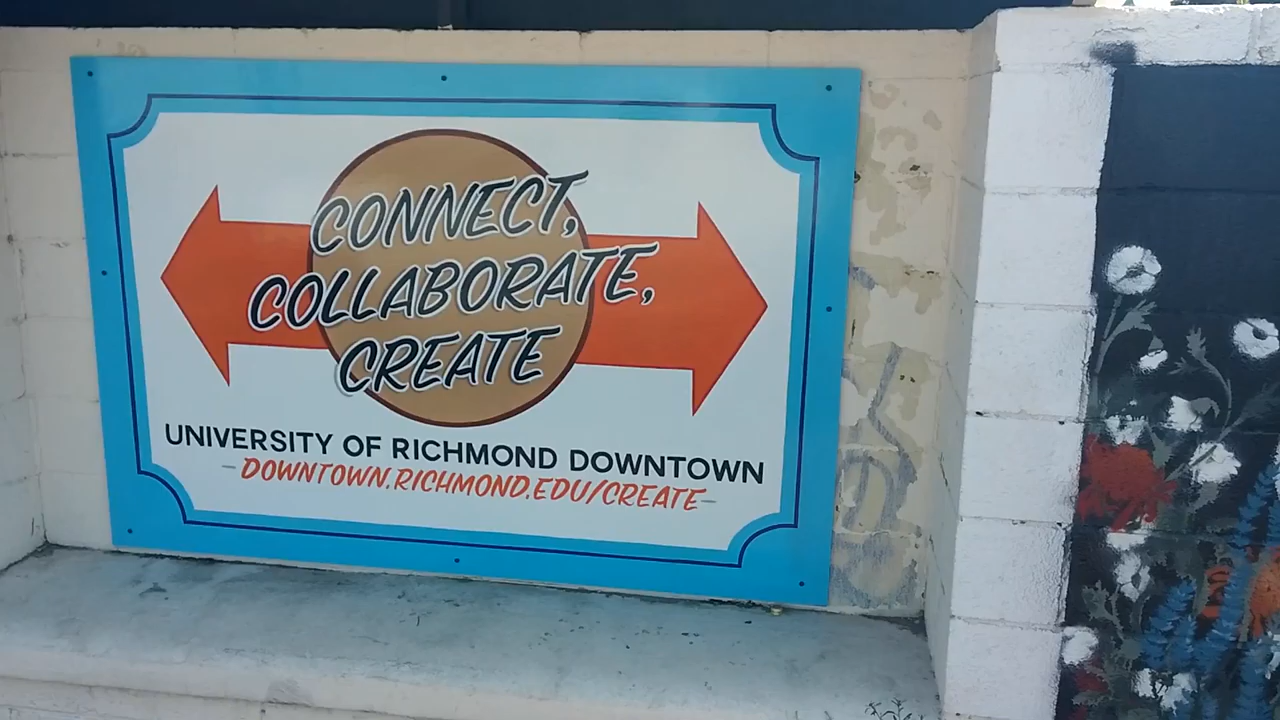 CONNECT,
COLLABORATE,
CREATE
UNIVERSITY OF RICHMOND DOWNTOWN
-DOWNTOWN.RICHMOND.EDU/CREATE-